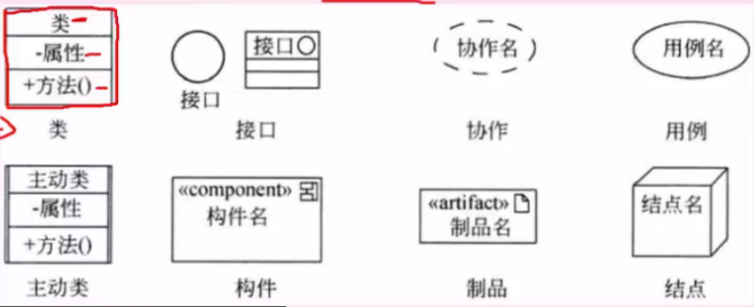 类
-属性
+方法()
类
接口
接口
接口
协作名
协作
用例名
用例
主动类
-属性
+方法()
主动类
«component»
构件名
构件
«artifact»
制品名
制品
结点名
结点